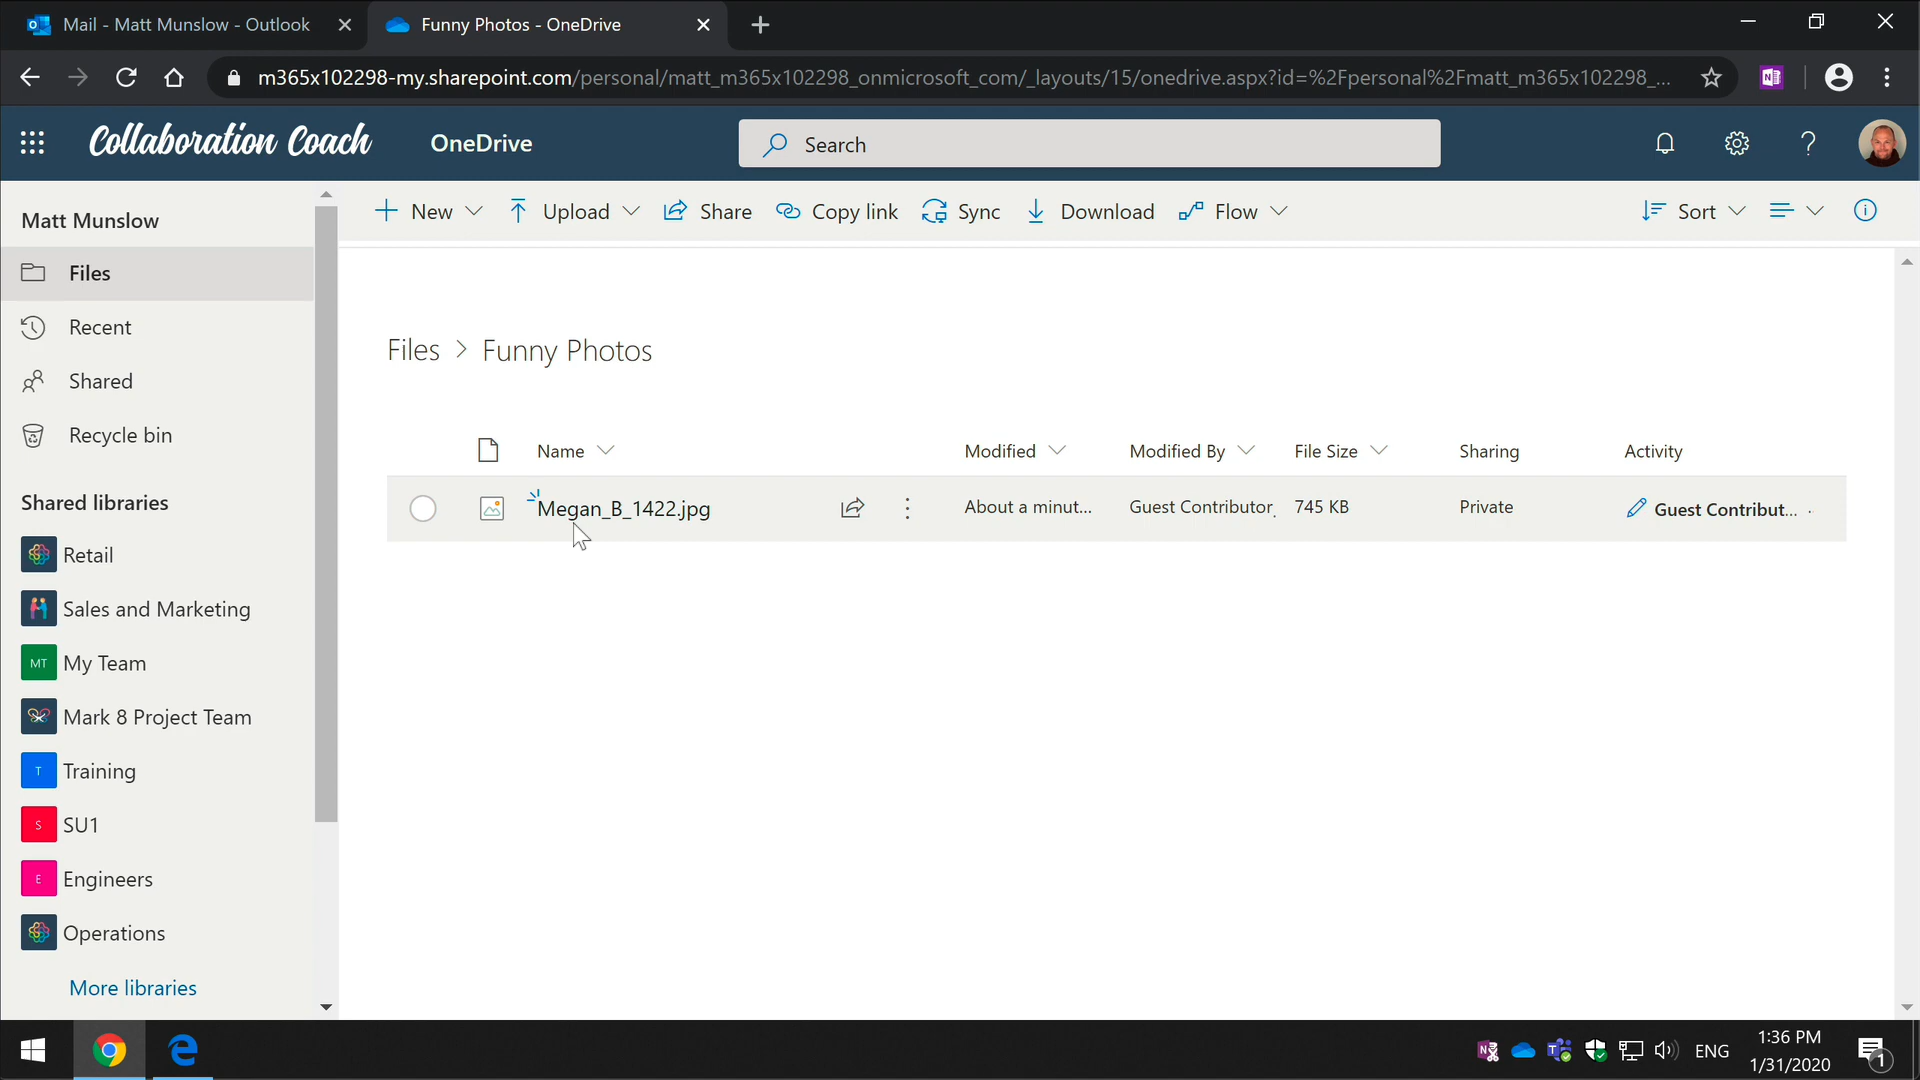 Mail - Matt Munslow - Outlook
Funny Photos - OneDrive
m365x102298-my.sharepoint.com/personal/matt_m365x102298_onmicrosoft_com/_layouts/15/onedrive.aspx?id=%2Fpersonal%2Fmatt_m365x102298_...
Collaboration Coach
OneDrive
Search
New
Upload
Share
Copy link
Sync
Download
Flow
Sort
Matt Munslow
Files
Recent
Shared
Recycle bin
Shared libraries
Retail
Sales and Marketing
MT
My Team
Mark 8 Project Team
T
Training
S
SU1
E
Engineers
Operations
More libraries
Files > Funny Photos
Name
Modified
Modified By
File Size
Sharing
Activity
Megan_B_1422.jpg
About a minut...
Guest Contributor
745 KB
Private
Guest Contribut...
ENG
1:36 PM
1/31/2020
1